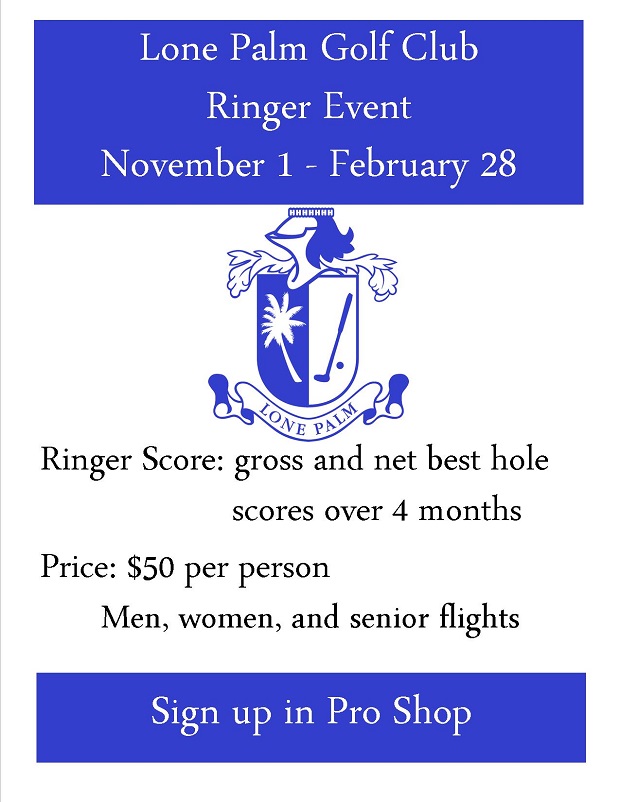 Lone Palm Golf Club
Ringer Event
November 1 - February 28
LONE PALM
Ringer Score: gross and net best hole
scores over 4 months
Price: $50 per person
Men, women, and senior flights
Sign up in Pro Shop